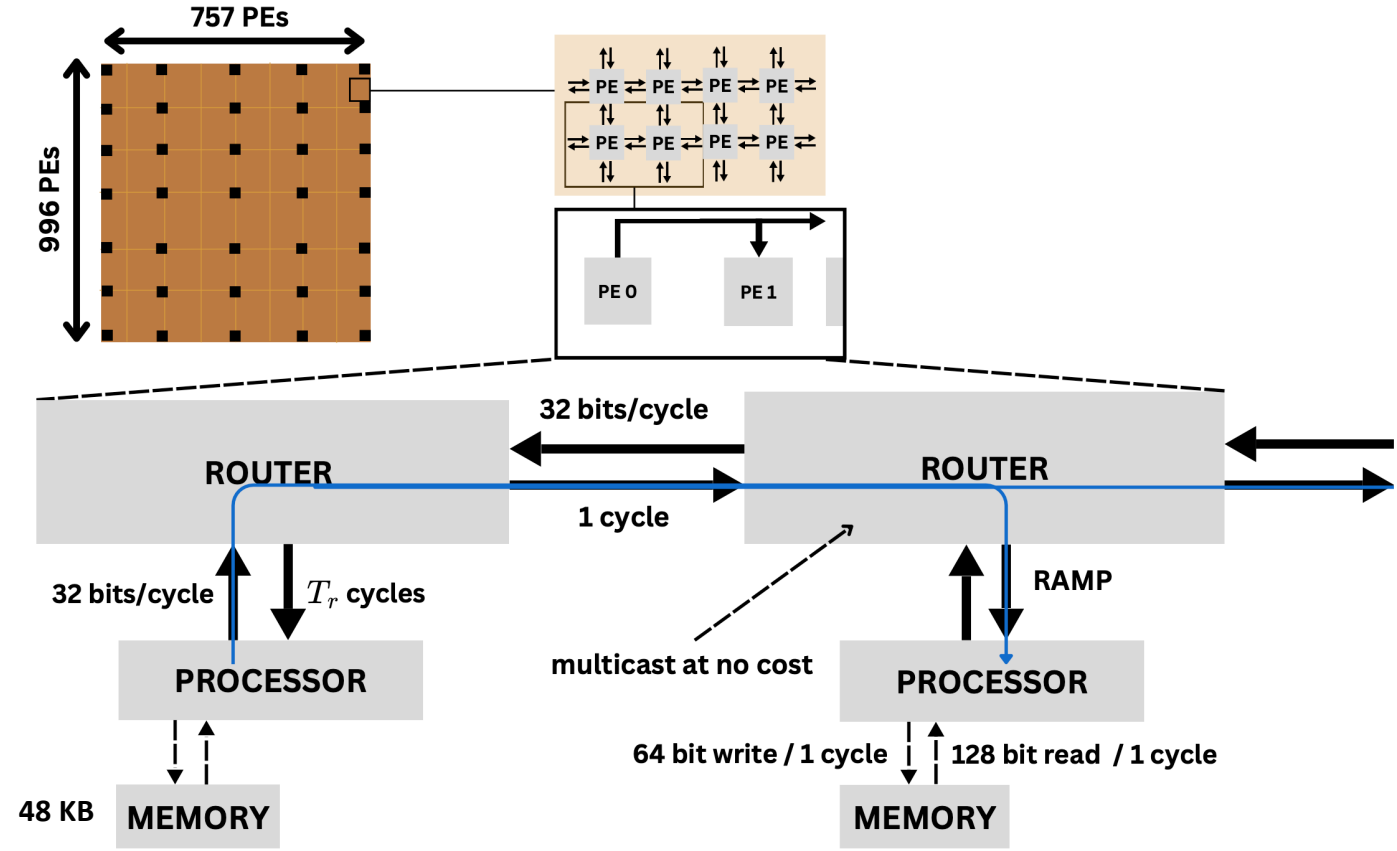 757 PEs
996 PEs
PE PE PE PE
PE PE PE PE
PE 0 PE 1
32 bits/cycle
ROUTER ROUTER
1 cycle
32 bits/cycle Tr cycles RAMP
multicast at no cost
PROCESSOR PROCESSOR
64 bit write / 1 cycle 128 bit read / 1 cycle
48 KB MEMORY MEMORY